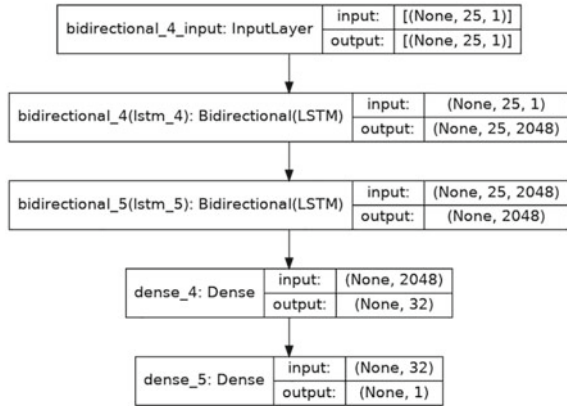 bidirectional_4_input: InputLayer
input: [(None, 25, 1)]
output: [(None, 25, 1)]
bidirectional_4(lstm_4): Bidirectional(LSTM)
input: (None, 25, 1)
output: (None, 25, 2048)
bidirectional_5(lstm_5): Bidirectional(LSTM)
input: (None, 25, 2048)
output: (None, 2048)
dense_4: Dense
input: (None, 2048)
output: (None, 32)
dense_5: Dense
input: (None, 32)
output: (None, 1)